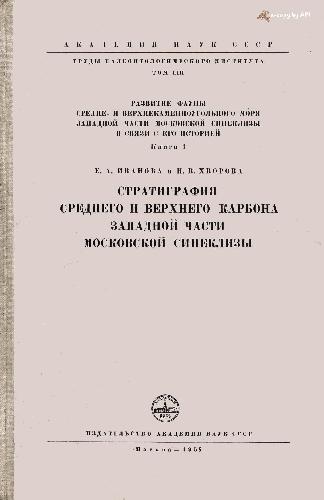 АКАДЕМИЯ НАУК СССР
ТРУДЫ ПАЛЕОНТОЛОГИЧЕСКОГО ИНСТИТУТА
ТОМ LIII
РАЗВИТИЕ ФАУНЫ
СРЕДНЕ- И ВЕРХНЕКАМЕННОУГОЛЬНОГО МОРЯ
ЗАПАДНОЙ ЧАСТИ МОСКОВСКОЙ СИНЕКЛИЗЫ
В СВЯЗИ С ЕГО ИСТОРИЕЙ
Книга 1
Е. А. ИВАНОВА и И. В. ХВОРОВА
СТРАТИГРАФИЯ
СРЕДНЕГО И ВЕРХНЕГО КАРБОНА
ЗАПАДНОЙ ЧАСТИ
МОСКОВСКОЙ СИНЕКЛИЗЫ
ИЗДАТЕЛЬСТВО АКАДЕМИИ НАУК СССР
Москва — 1955